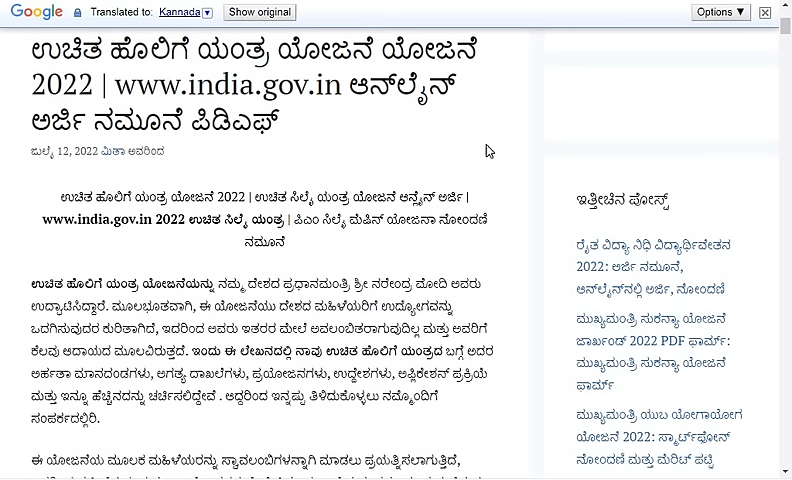 Google Translated to: Kannada Show original Options ▼
ಉಚಿತ ಹೊಲಿಗೆ ಯಂತ್ರ ಯೋಜನೆ ಯೋಜನೆ
2022 | www.india.gov.in ಆನ್‌ಲೈನ್
ಅರ್ಜಿ ನಮೂನೆ ಪಿಡಿಎಫ್
ಜುಲೈ 12, 2022 ಮಿತಾ ಅವರಿಂದ
ಉಚಿತ ಹೊಲಿಗೆ ಯಂತ್ರ ಯೋಜನೆ 2022 | ಉಚಿತ ಸಿಲೈ ಯಂತ್ರ ಯೋಜನೆ ಆನ್ಲೈನ್ ಅರ್ಜಿ |
www.india.gov.in 2022 ಉಚಿತ ಸಿಲೈ ಯಂತ್ರ | ಪಿಎಂ ಸಿಲೈ ಮೆಷಿನ್ ಯೋಜನಾ ನೋಂದಣಿ
ನಮೂನೆ
ಉಚಿತ ಹೊಲಿಗೆ ಯಂತ್ರ ಯೋಜನೆಯನ್ನು ನಮ್ಮ ದೇಶದ ಪ್ರಧಾನಮಂತ್ರಿ ಶ್ರೀ ನರೇಂದ್ರ ಮೋದಿ ಅವರು
ಉದ್ಘಾಟಿಸಿದ್ದಾರೆ. ಮೂಲಭೂತವಾಗಿ, ಈ ಯೋಜನೆಯು ದೇಶದ ಮಹಿಳೆಯರಿಗೆ ಉದ್ಯೋಗವನ್ನು
ಒದಗಿಸುವುದರ ಕುರಿತಾಗಿದೆ, ಇದರಿಂದ ಅವರು ಇತರರ ಮೇಲೆ ಅವಲಂಬಿತರಾಗುವುದಿಲ್ಲ ಮತ್ತು ಅವರಿಗೆ
ಕೆಲವು ಆದಾಯದ ಮೂಲವಿರುತ್ತದೆ. ಇಂದು ಈ ಲೇಖನದಲ್ಲಿ ನಾವು ಉಚಿತ ಹೊಲಿಗೆ ಯಂತ್ರದ ಬಗ್ಗೆ ಅದರ
ಅರ್ಹತಾ ಮಾನದಂಡಗಳು, ಅಗತ್ಯ ದಾಖಲೆಗಳು, ಪ್ರಯೋಜನಗಳು, ಉದ್ದೇಶಗಳು, ಅಪ್ಲಿಕೇಶನ್ ಪ್ರಕ್ರಿಯೆ
ಮತ್ತು ಇನ್ನೂ ಹೆಚ್ಚಿನದನ್ನು ಚರ್ಚಿಸಲಿದ್ದೇವೆ . ಆದ್ದರಿಂದ ಇನ್ನಷ್ಟು ತಿಳಿದುಕೊಳ್ಳಲು ನಮ್ಮೊಂದಿಗೆ
ಸಂಪರ್ಕದಲ್ಲಿರಿ.
ಈ ಯೋಜನೆಯ ಮೂಲಕ ಮಹಿಳೆಯರನ್ನು ಸ್ವಾವಲಂಬಿಗಳನ್ನಾಗಿ ಮಾಡಲು ಪ್ರಯತ್ನಿಸಲಾಗುತ್ತಿದೆ,
ಇತ್ತೀಚಿನ ಪೋಸ್ಟ್
ರೈತ ವಿದ್ಯಾ ನಿಧಿ ವಿದ್ಯಾರ್ಥಿವೇತನ
2022: ಅರ್ಜಿ ನಮೂನೆ,
ಆನ್‌ಲೈನ್‌ನಲ್ಲಿ ಅರ್ಜಿ, ನೋಂದಣಿ
ಮುಖ್ಯಮಂತ್ರಿ ಸುಕನ್ಯಾ ಯೋಜನೆ
ಜಾರ್ಖಂಡ್ 2022 PDF ಫಾರ್ಮ್:
ಮುಖ್ಯಮಂತ್ರಿ ಸುಕನ್ಯಾ ಯೋಜನೆ
ಫಾರ್ಮ್
ಮುಖ್ಯಮಂತ್ರಿ ಯುಬ ಯೋಗಾಯೋಗ
ಯೋಜನೆ 2022: ಸ್ಮಾರ್ಟ್‌ಫೋನ್
ನೋಂದಣಿ ಮತ್ತು ಮೆರಿಟ್ ಪಟ್ಟಿ